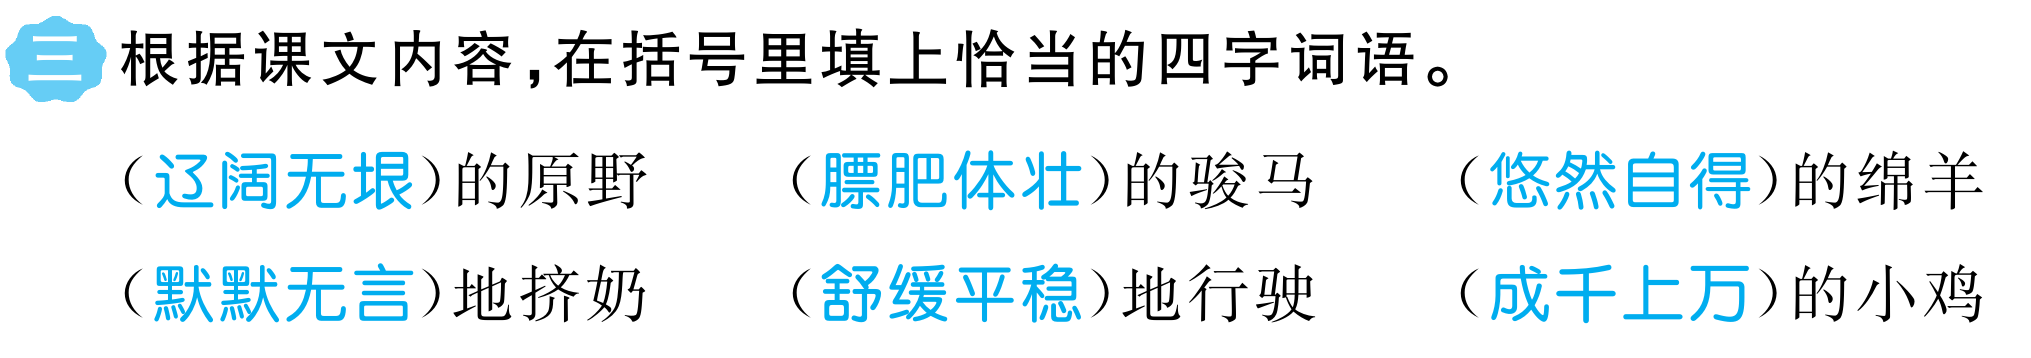 三 根据课文内容,在括号里填上恰当的四字词语。
(辽阔无垠)的原野 (膘肥体壮)的骏马 (悠然自得)的绵羊
(默默无言)地挤奶 (舒缓平稳)地行驶 (成千上万)的小鸡